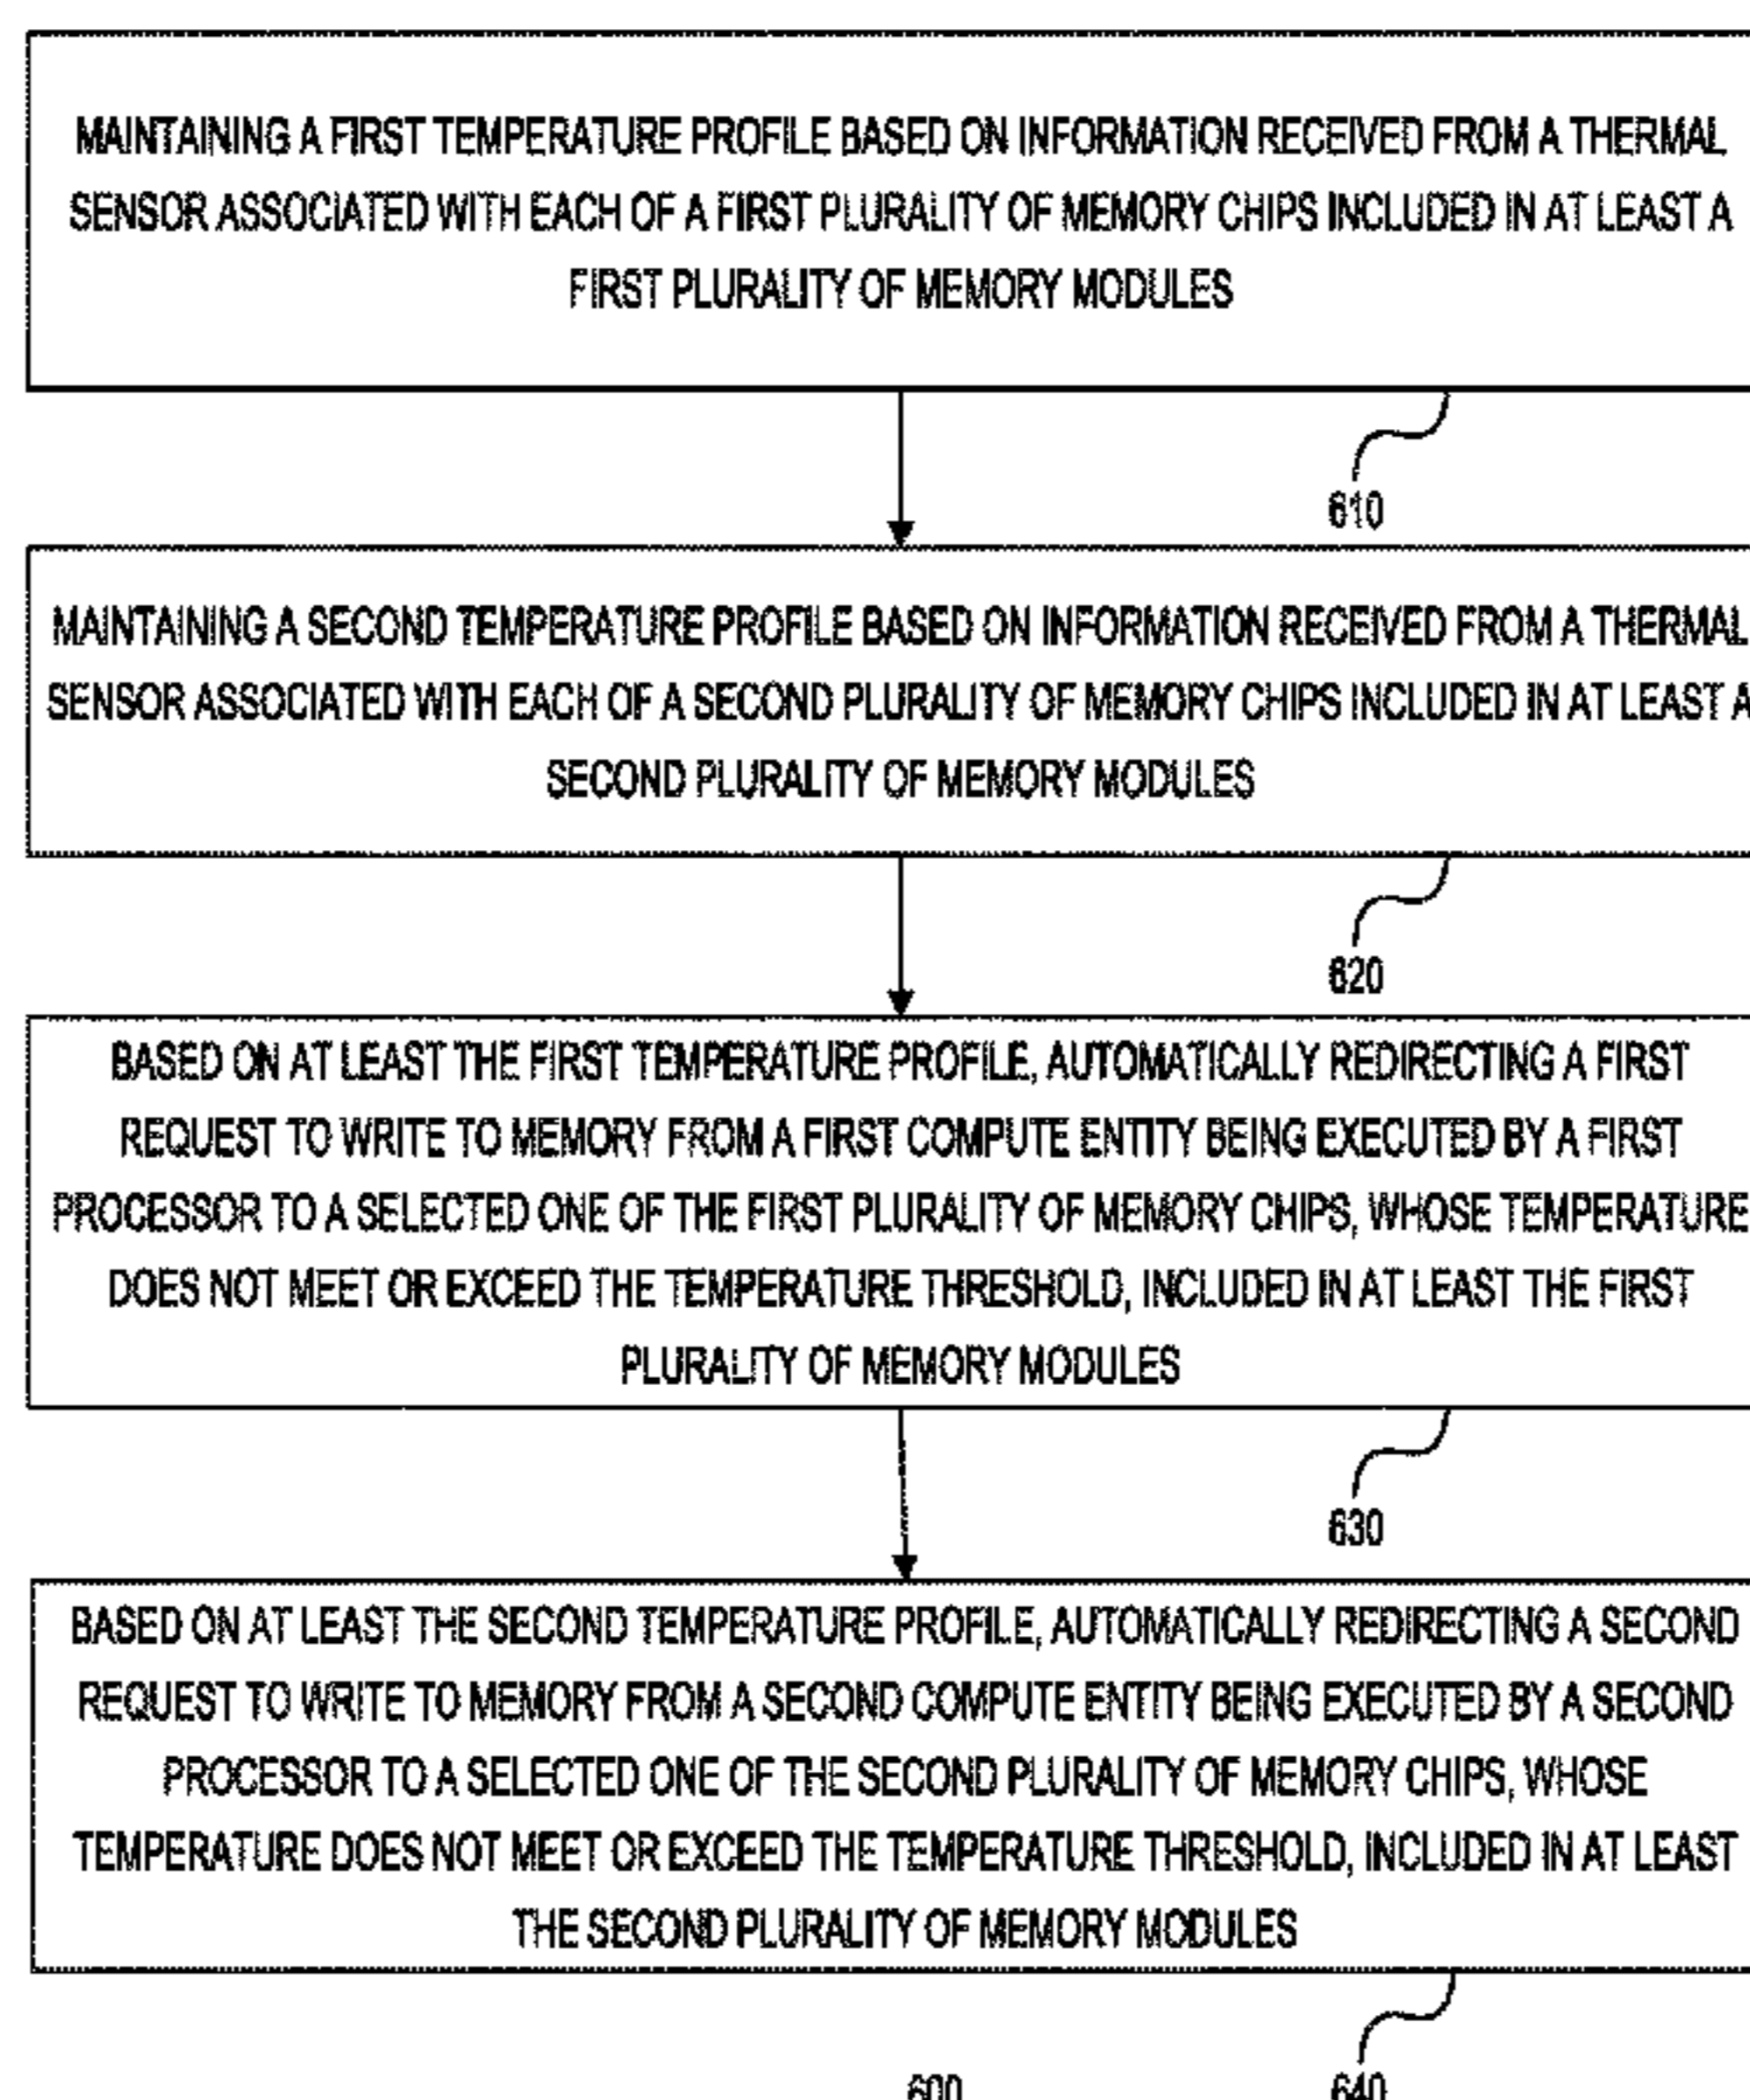 MAINTAINING A FIRST TEMPERATURE PROFILE BASED ON INFORMATION RECEIVED FROM A THERMAL
SENSOR ASSOCIATED WITH EACH OF A FIRST PLURALITY OF MEMORY CHIPS INCLUDED IN AT LEAST A
FIRST PLURALITY OF MEMORY MODULES
610
MAINTAINING A SECOND TEMPERATURE PROFILE BASED ON INFORMATION RECEIVED FROM A THERMAL
SENSOR ASSOCIATED WITH EACH OF A SECOND PLURALITY OF MEMORY CHIPS INCLUDED IN AT LEAST A
SECOND PLURALITY OF MEMORY MODULES
620
BASED ON AT LEAST THE FIRST TEMPERATURE PROFILE, AUTOMATICALLY REDIRECTING A FIRST
REQUEST TO WRITE TO MEMORY FROM A FIRST COMPUTE ENTITY BEING EXECUTED BY A FIRST
PROCESSOR TO A SELECTED ONE OF THE FIRST PLURALITY OF MEMORY CHIPS, WHOSE TEMPERATURE
DOES NOT MEET OR EXCEED THE TEMPERATURE THRESHOLD, INCLUDED IN AT LEAST THE FIRST
PLURALITY OF MEMORY MODULES
630
BASED ON AT LEAST THE SECOND TEMPERATURE PROFILE, AUTOMATICALLY REDIRECTING A SECOND
REQUEST TO WRITE TO MEMORY FROM A SECOND COMPUTE ENTITY BEING EXECUTED BY A SECOND
PROCESSOR TO A SELECTED ONE OF THE SECOND PLURALITY OF MEMORY CHIPS, WHOSE
TEMPERATURE DOES NOT MEET OR EXCEED THE TEMPERATURE THRESHOLD, INCLUDED IN AT LEAST
THE SECOND PLURALITY OF MEMORY MODULES
600
640